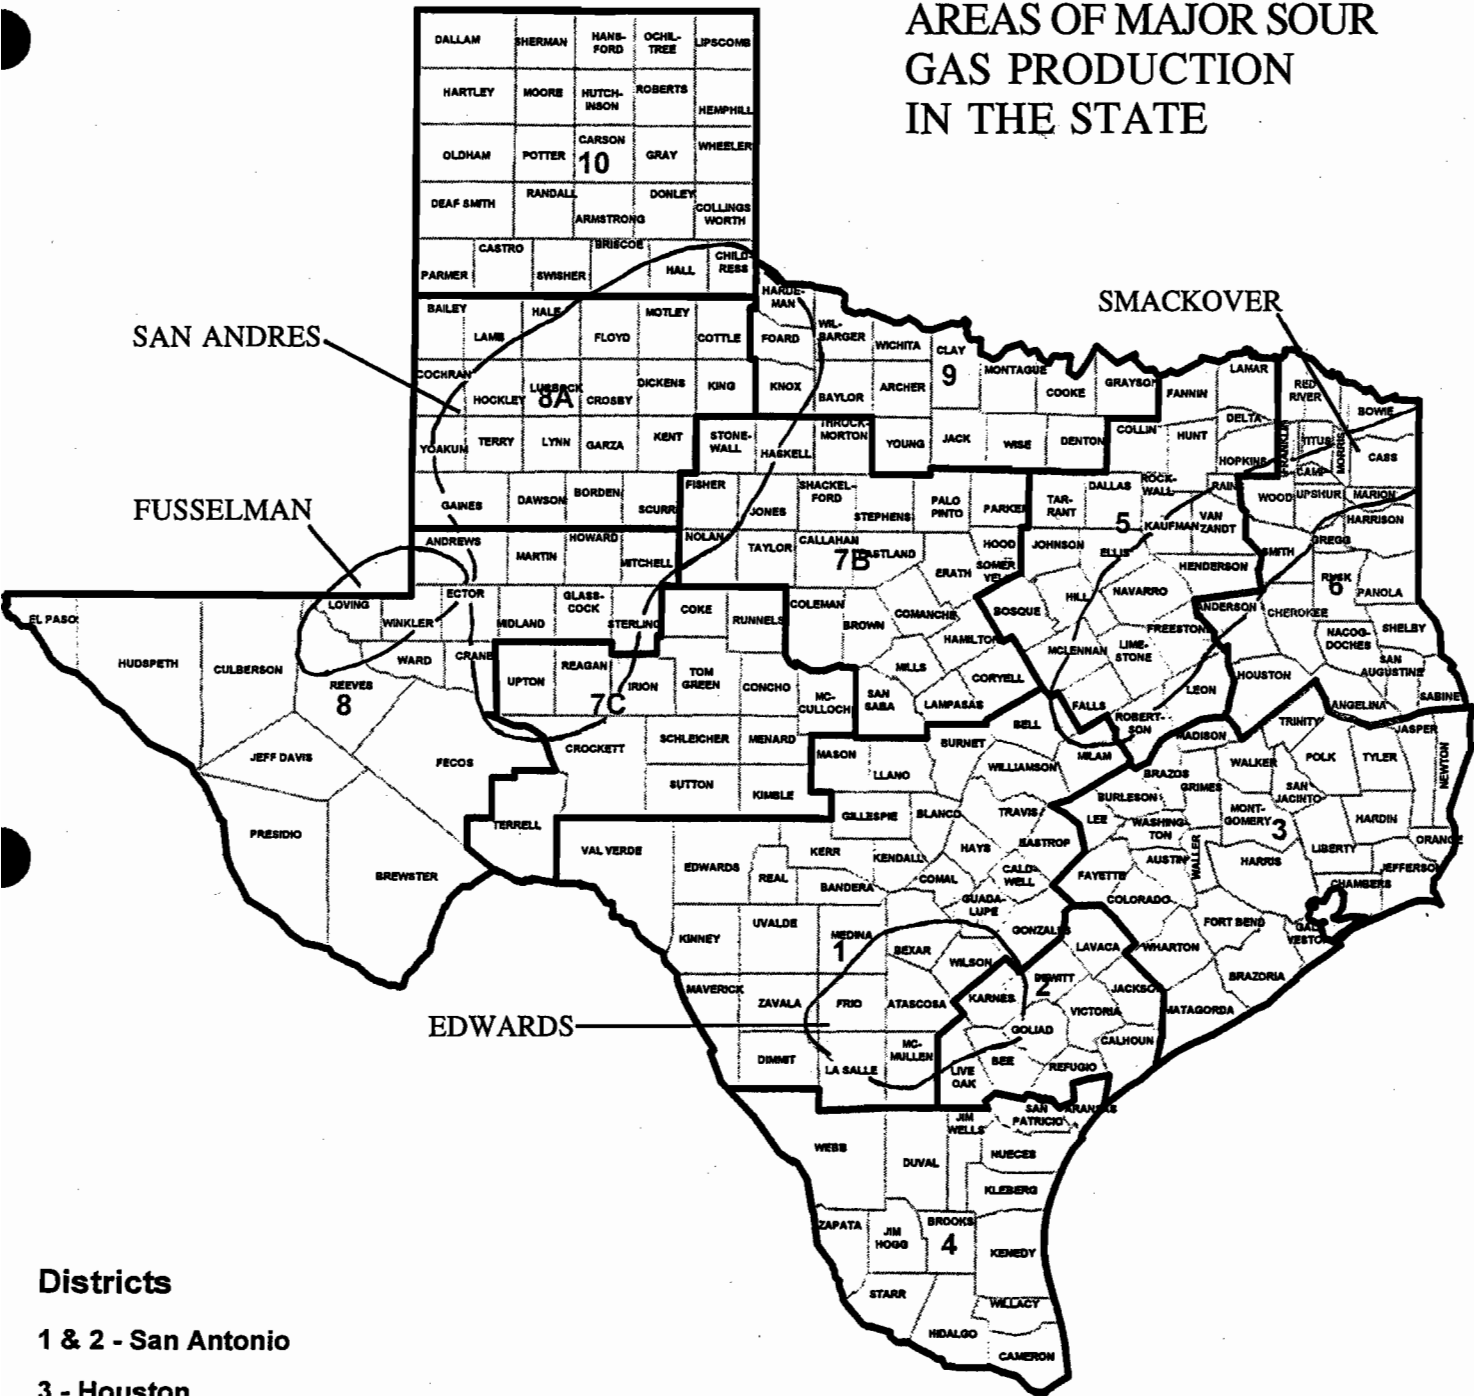 AREAS OF MAJOR SOUR
GAS PRODUCTION
IN THE STATE
DALLAM
SHERMAN
HANS-
FORD
OCHIL-
TREE
LIPSCOMB
HARTLEY
MOORE
HUTCH-
INSON
ROBERTS
HEMPHILL
OLDHAM
POTTER
CARSON
10
GRAY
WHEELER
DEAF SMITH
RANDALL
ARMSTRONG
DONLEY
COLLINGS
WORTH
PARMER
CASTRO
SWISHER
BRISCOE
HALL
CHILD-
RESS
SAN ANDRES
SMACKOVER
FUSSELMAN
EDWARDS
BAILEY
LAMB
HALE
FLOYD
MOTLEY
COTTLE
HARDE-
MAN
FOARD
WIL-
BARGER
WICHITA
CLAY
9
MONTAGUE
COOKE
GRAYSON
FANNIN
LAMAR
RED
RIVER
BOWIE
COCHRAN
HOCKLEY
LUBBOCK
8A
CROSBY
DICKENS
KING
KNOX
BAYLOR
ARCHER
YOAKUM
TERRY
LYNN
GARZA
KENT
STONE-
WALL
HASKELL
THROCK-
MORTON
YOUNG
JACK
WISE
DENTON
COLLIN
HUNT
DELTA
HOPKINS
FRANKLIN
TITUS
CAMP
MORRIS
CASS
GAINES
DAWSON
BORDEN
SCURRY
FISHER
JONES
SHACKEL-
FORD
STEPHENS
PALO
PINTO
PARKER
TAR-
RANT
DALLAS
ROCK-
WALL
RAINS
WOOD
UPSHUR
MARION
HARRISON
GREGG
5
KAUFMAN
VAN
ZANDT
SMITH
ANDREWS
MARTIN
HOWARD
MITCHELL
NOLAN
TAYLOR
CALLAHAN
7B
EASTLAND
ERATH
HOOD
SOMER
VELL
JOHNSON
ELLIS
HENDERSON
RUSK
6
PANOLA
EL PASO
HUDSPETH
CULBERSON
LOVING
WINKLER
ECTOR
MIDLAND
GLASS-
COCK
STERLING
COKE
RUNNELS
COLEMAN
BROWN
COMANCHE
HAMILTON
BOSQUE
HILL
NAVARRO
ANDERSON
CHEROKEE
NACOG-
DOCHES
SHELBY
SAN
AUGUSTINE
SABINE
REEVES
8
WARD
CRANE
UPTON
REAGAN
7C
IRION
TOM
GREEN
CONCHO
MC-
CULLOCH
SAN
SABA
MILLS
LAMPASAS
CORYELL
MCLENNAN
LIME-
STONE
FREESTONE
LEON
HOUSTON
ANGELINA
JEFF DAVIS
PECOS
CROCKETT
SCHLEICHER
MENARD
SUTTON
KIMBLE
MASON
LLANO
BURNET
BELL
FALLS
ROBERT-
SON
MILAM
WILLIAMSON
MADISON
TRINITY
WALKER
POLK
TYLER
JASPER
NEWTON
PRESIDIO
BREWSTER
TERRELL
VAL VERDE
EDWARDS
REAL
KERR
GILLESPIE
BLANCO
KENDALL
BANDERA
TRAVIS
HAYS
BASTROP
CALD-
WELL
COMAL
GUADA-
LUPE
LEE
BURLESON
BRAZOS
GRIMES
WASHING-
TON
MONT-
GOMERY
SAN
JACINTO
3
HARDIN
ORANGE
LIBERTY
JEFFERSON
CHAMBERS
HARRIS
WALLER
AUSTIN
FAYETTE
COLORADO
FORT BEND
GAL-
VESTON
BRAZORIA
WHARTON
MATAGORDA
KINNEY
UVALDE
MEDINA
1
BEXAR
WILSON
GONZALES
LAVACA
MAVERICK
ZAVALA
FRIO
ATASCOSA
KARNES
DEWITT
2
JACKSON
VICTORIA
GOLIAD
CALHOUN
DIMMIT
LA SALLE
MC-
MULLEN
LIVE
OAK
BEE
REFUGIO
SAN
PATRICIO
ARANSAS
WEBB
DUVAL
JIM
WELLS
NUECES
KLEBERG
ZAPATA
JIM
HOGG
BROOKS
4
KENEDY
STARR
HIDALGO
WILLACY
CAMERON
Districts
1 & 2 - San Antonio
3 - Houston